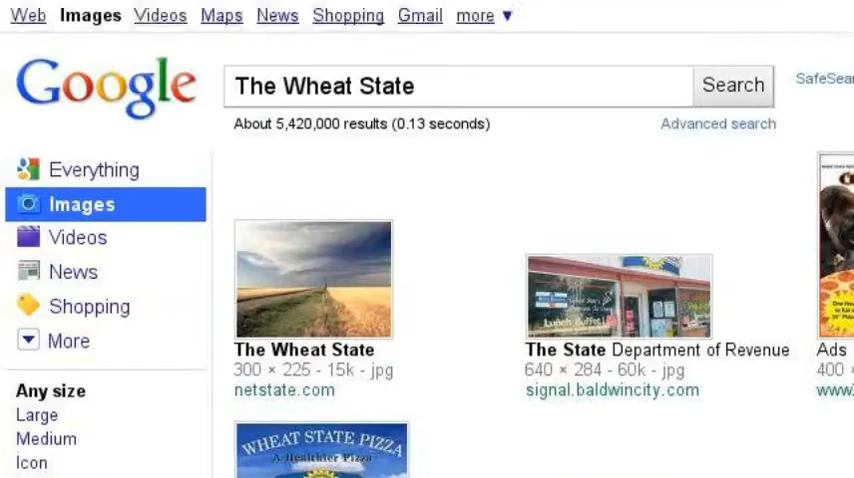 Web Images Videos Maps News Shopping Gmail more ▼
Google
The Wheat State
Search
SafeSear
About 5,420,000 results (0.13 seconds)
Advanced search
Everything
Images
Videos
News
Shopping
More
Any size
Large
Medium
Icon
The Wheat State
300 × 225 - 15k - jpg
netstate.com
Lunch Buffet
The State Department of Revenue
640 × 284 - 60k - jpg
signal.baldwincity.com
Ads
400 ×
www.
WHEAT STATE PIZZA
A Healthier Pizza